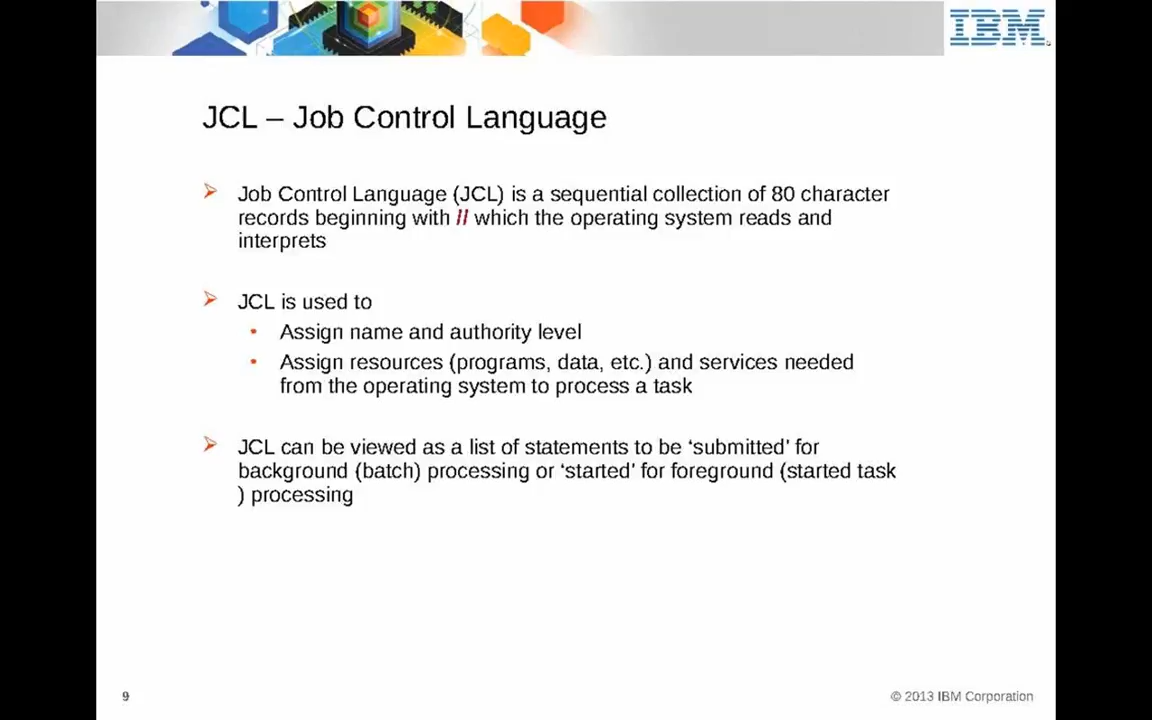 IBM
JCL – Job Control Language
Job Control Language (JCL) is a sequential collection of 80 character
records beginning with // which the operating system reads and
interprets
JCL is used to
Assign name and authority level
Assign resources (programs, data, etc.) and services needed
from the operating system to process a task
JCL can be viewed as a list of statements to be ‘submitted’ for
background (batch) processing or ‘started’ for foreground (started task
) processing
9
© 2013 IBM Corporation